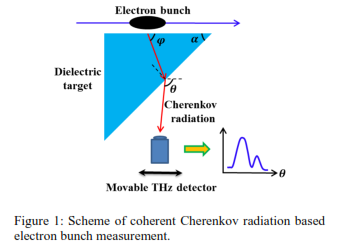 Electron bunch
φ
α
Dielectric
target
θ
Cherenkov
radiation
θ
Movable THz detector
Figure 1: Scheme of coherent Cherenkov radiation based
electron bunch measurement.